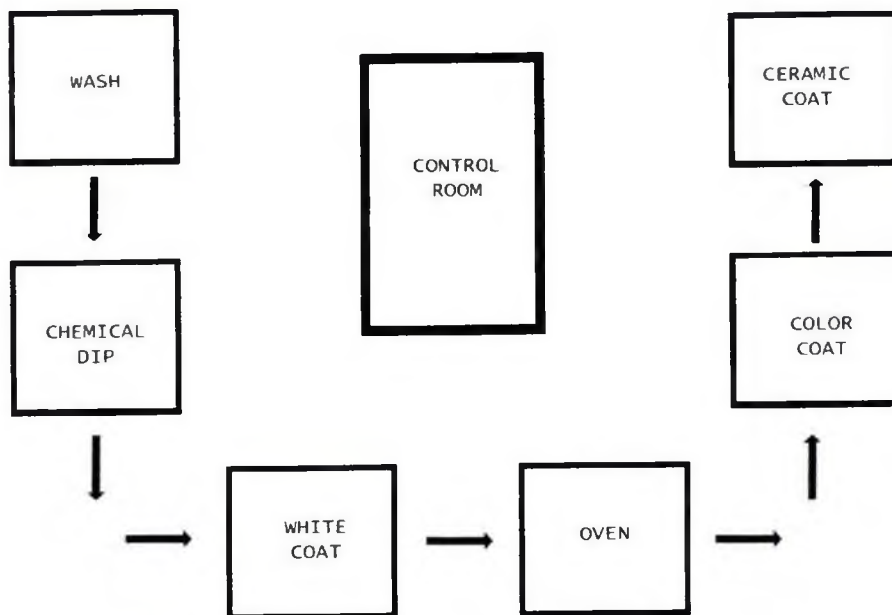 WASH
CONTROL
ROOM
CERAMIC
COAT
CHEMICAL
DIP
COLOR
COAT
WHITE
COAT
OVEN